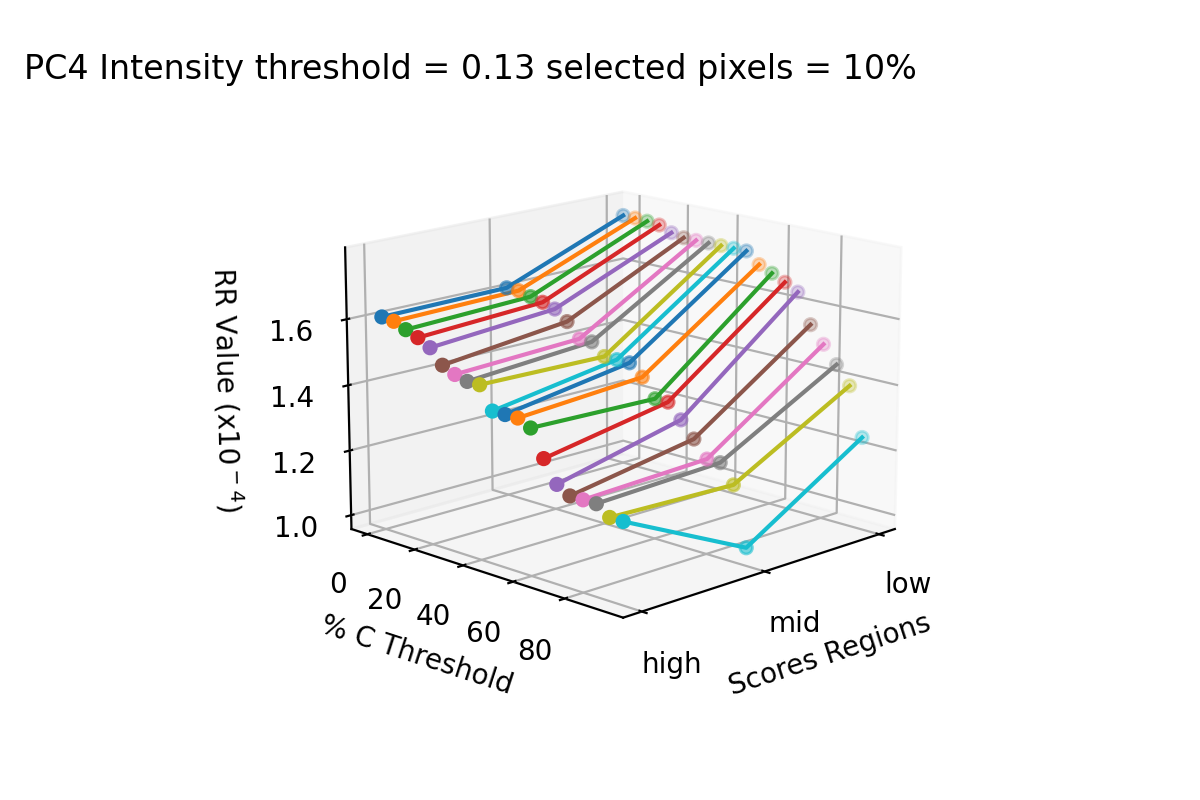 PC4 Intensity threshold = 0.13 selected pixels = 10%
RR Value (x10⁻⁴)
1.6
1.4
1.2
1.0
0
20
40
60
80
% C Threshold
high
mid
low
Scores Regions